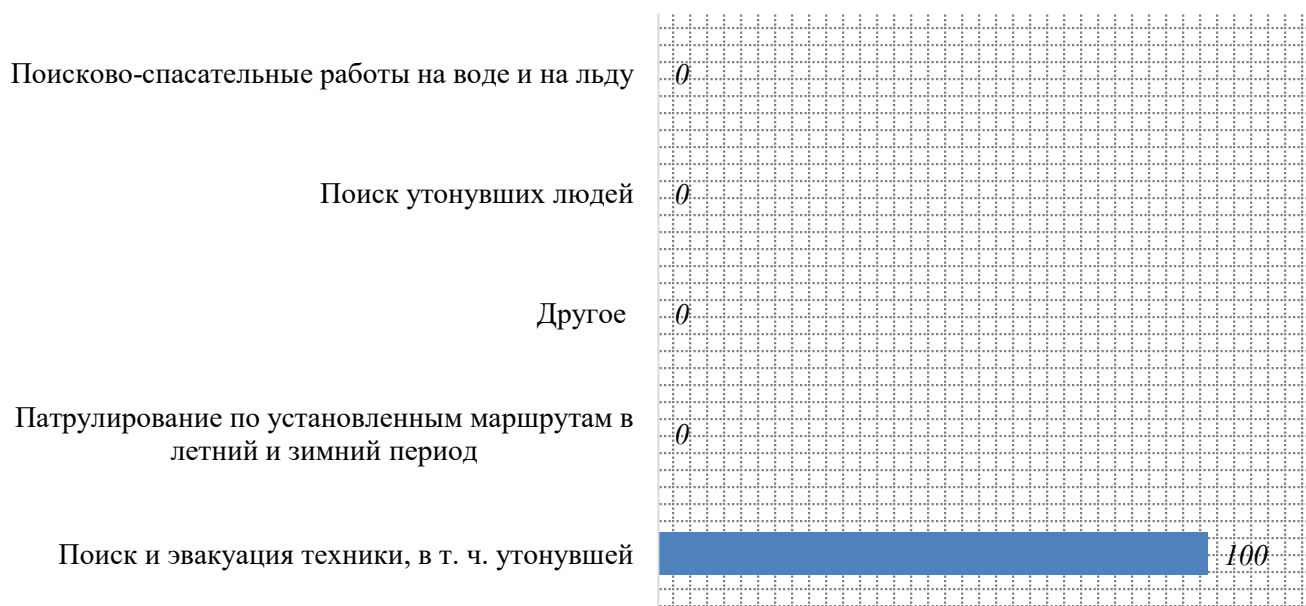 Поисково-спасательные работы на воде и на льду
0
Поиск утонувших людей
0
Другое
0
Патрулирование по установленным маршрутам в
летний и зимний период
0
Поиск и эвакуация техники, в т. ч. утонувшей
100